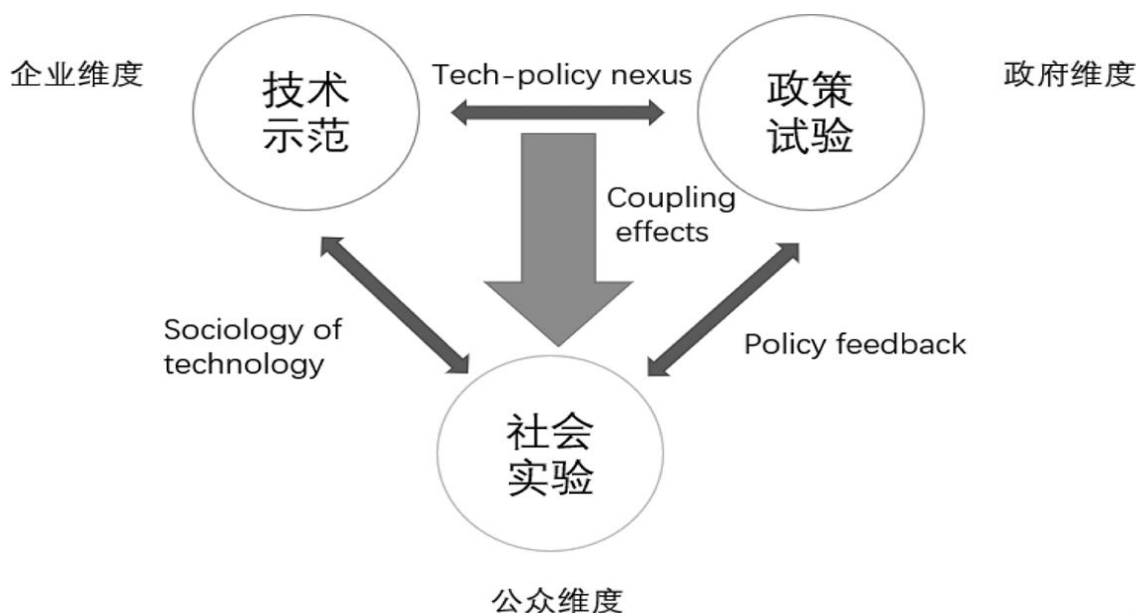 企业维度
技术
示范
Tech-policy nexus
政策
试验
政府维度
Coupling
effects
Sociology of
technology
Policy feedback
社会
实验
公众维度